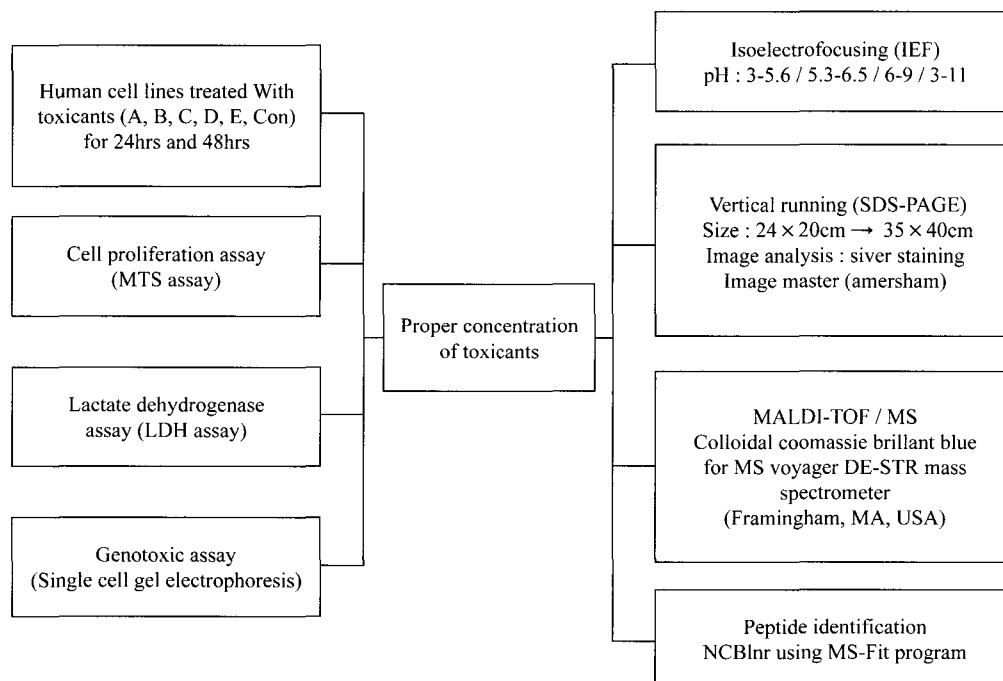 Human cell lines treated With
toxicants (A, B, C, D, E, Con)
for 24hrs and 48hrs
Cell proliferation assay
(MTS assay)
Lactate dehydrogenase
assay (LDH assay)
Genotoxic assay
(Single cell gel electrophoresis)
Proper concentration
of toxicants
Isoelectrofocusing (IEF)
pH : 3-5.6 / 5.3-6.5 / 6-9 / 3-11
Vertical running (SDS-PAGE)
Size : 24 × 20cm → 35 × 40cm
Image analysis : siver staining
Image master (amersham)
MALDI-TOF / MS
Colloidal coomassie brillant blue
for MS voyager DE-STR mass
spectrometer
(Framingham, MA, USA)
Peptide identification
NCBInr using MS-Fit program